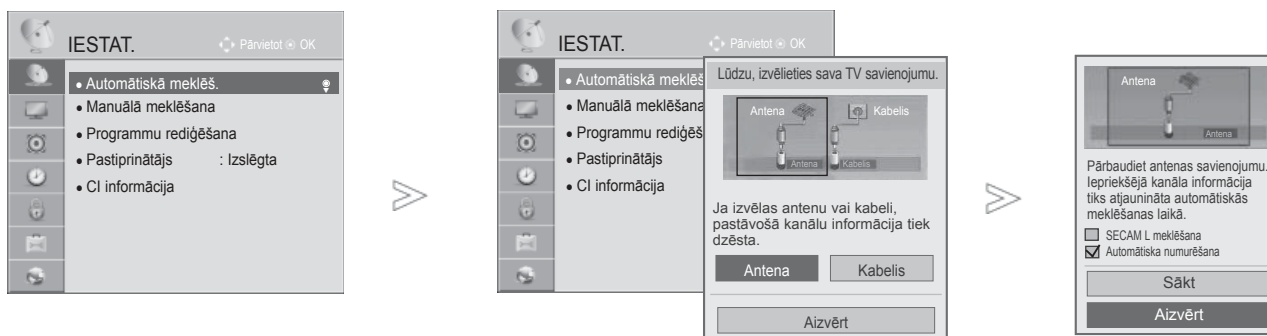 IESTAT.
Pārvietot OK
• Automātiskā meklēš.
• Manuālā meklēšana
• Programmu rediģēšana
• Pastiprinātājs : Izslēgta
• CI informācija
IESTAT.
Pārvietot OK
• Automātiskā meklēš
• Manuālā meklēšana
• Programmu rediģēš
• Pastiprinātājs
• CI informācija
Lūdzu, izvēlieties sava TV savienojumu.
Antena Kabelis
Antena Kabelis
Ja izvēlas antenu vai kabeli,
pastāvošā kanālu informācija tiek
dzēsta.
Antena Kabelis
Aizvērt
Antena
Antena
Pārbaudiet antenas savienojumu.
Iepriekšējā kanāla informācija
tiks atjaunināta automātiskās
meklēšanas laikā.
SECAM L meklēšana
Automātiska numurēšana
Sākt
Aizvērt